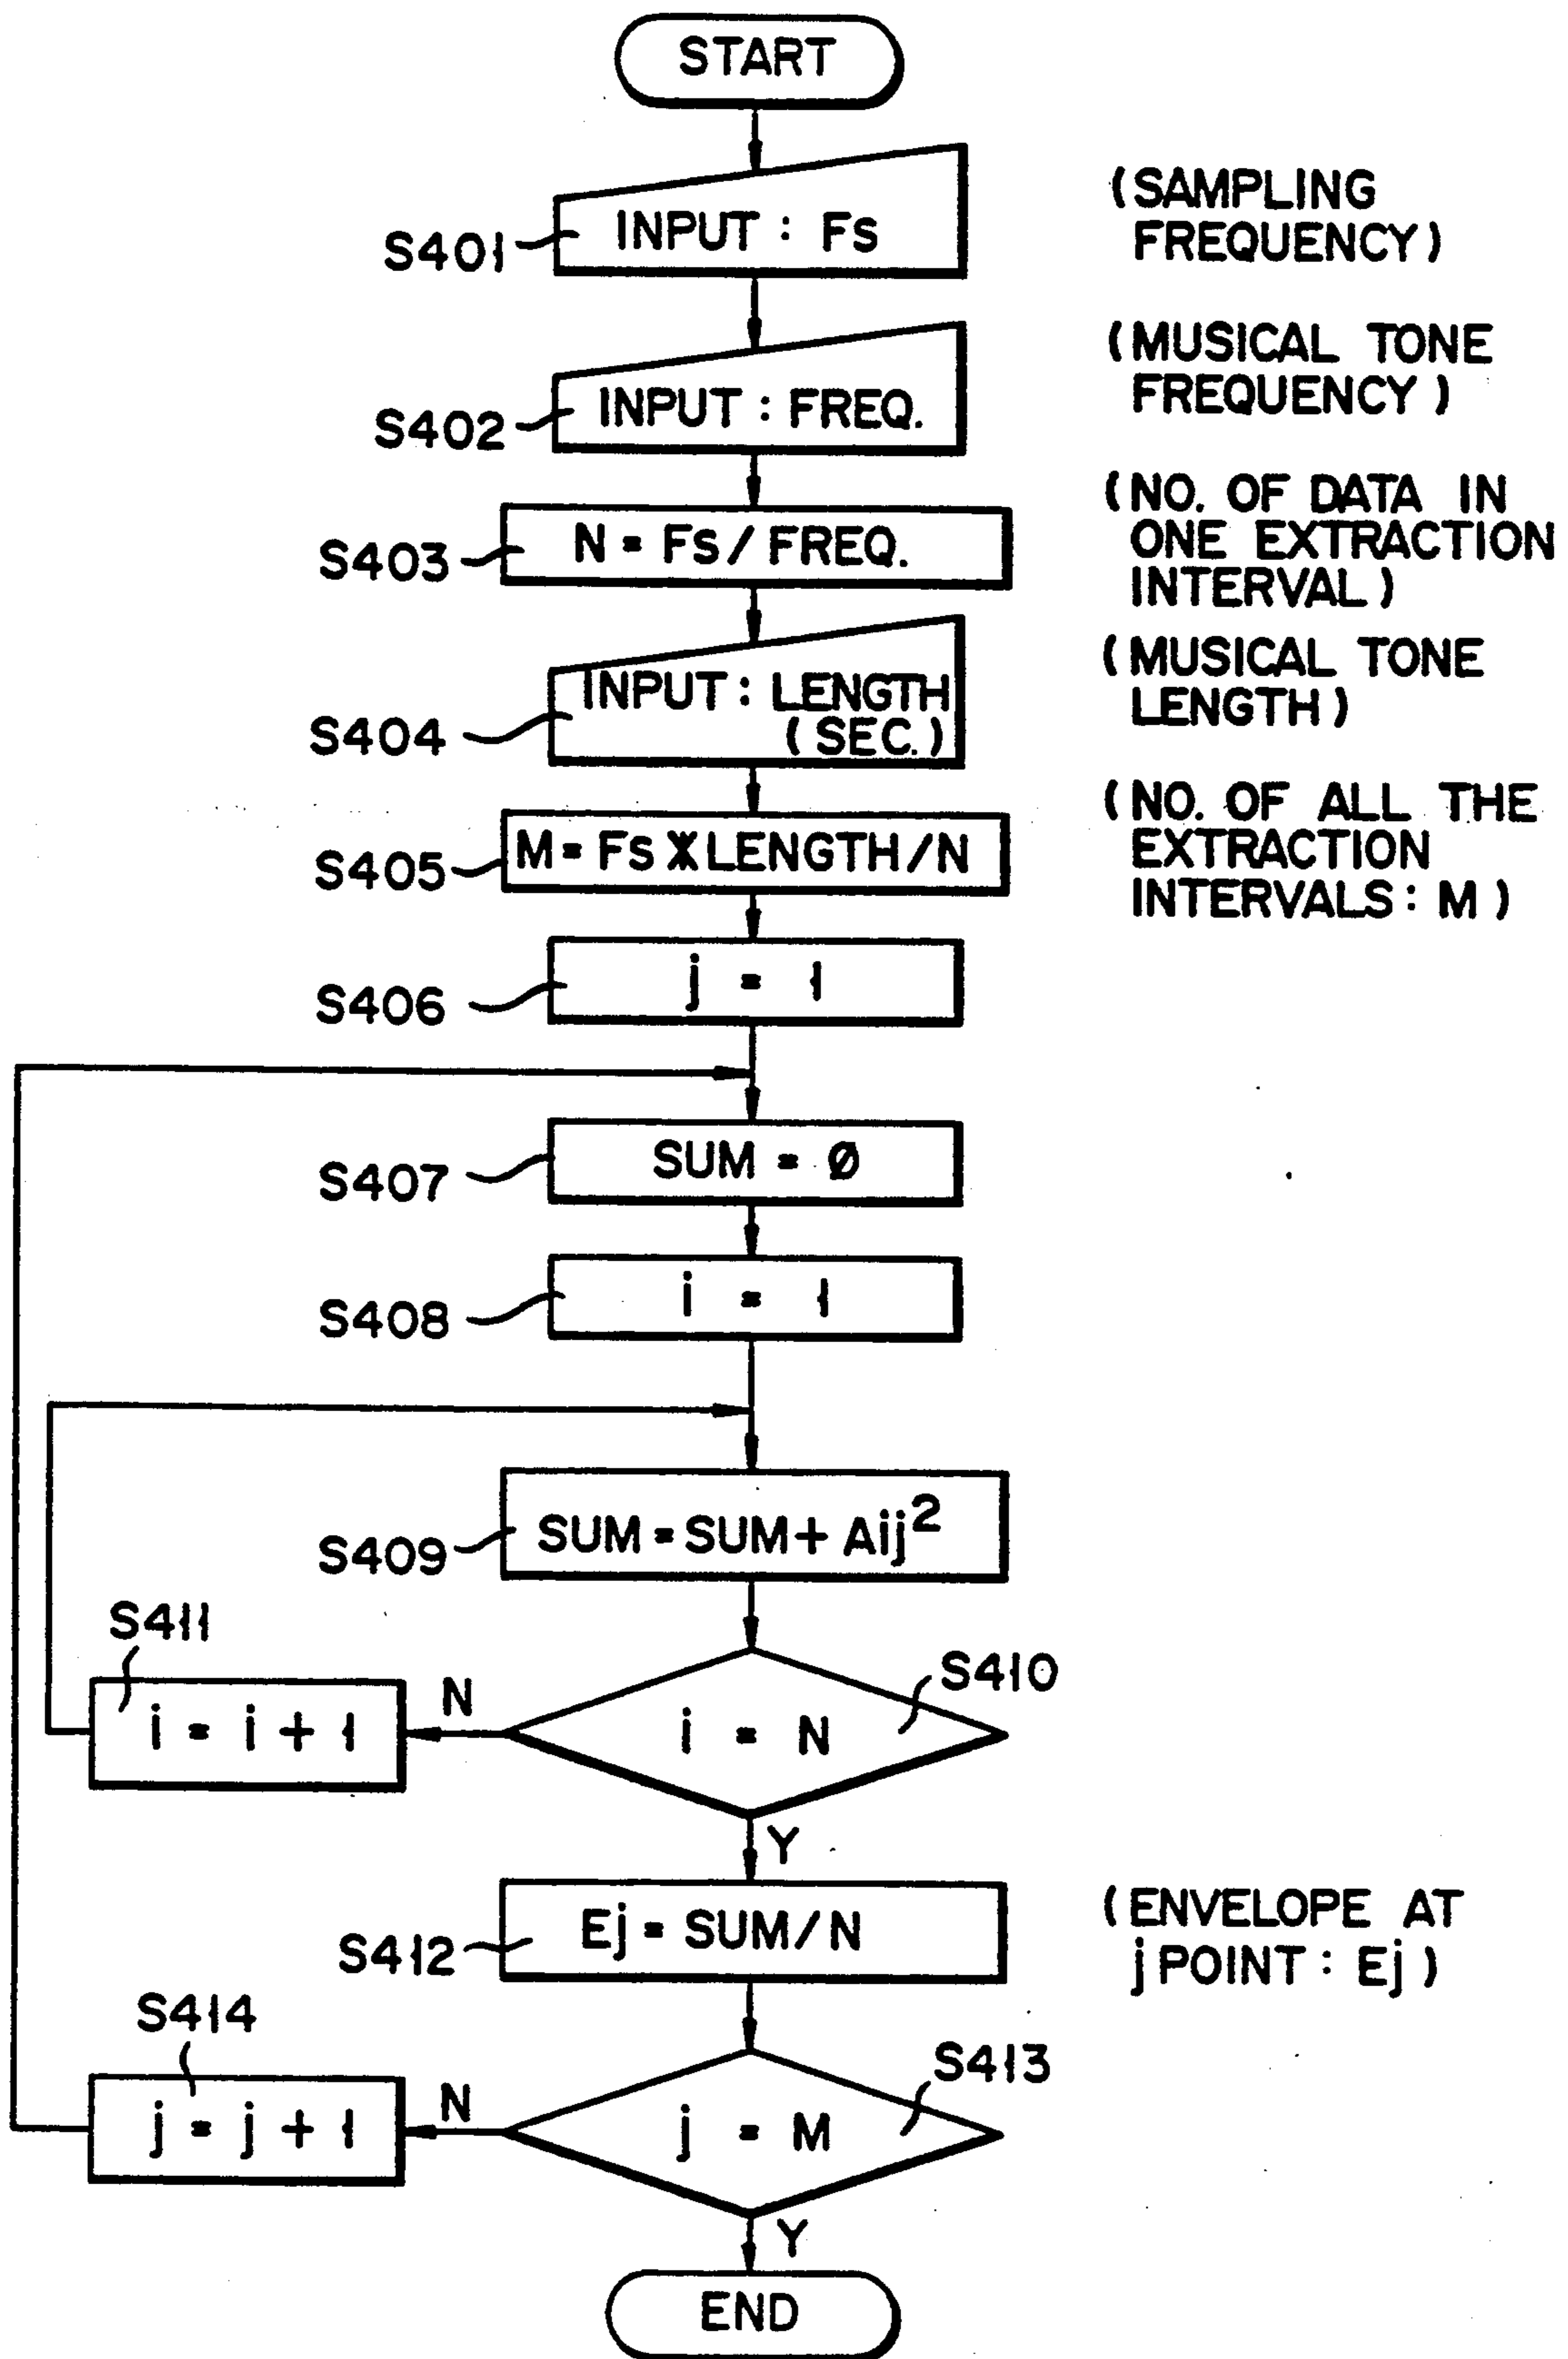 START
INPUT : Fs
S401
(SAMPLING
FREQUENCY)
INPUT : FREQ.
S402
(MUSICAL TONE
FREQUENCY)
N = Fs / FREQ.
S403
(NO. OF DATA IN
ONE EXTRACTION
INTERVAL)
INPUT : LENGTH
(SEC.)
S404
(MUSICAL TONE
LENGTH)
M = Fs * LENGTH / N
S405
(NO. OF ALL THE
EXTRACTION
INTERVALS : M)
j = 1
S406
SUM = Ø
S407
i = 1
S408
SUM = SUM + Aij²
S409
S411
i = i + 1
N
i = N
S410
Y
Ej = SUM / N
S412
(ENVELOPE AT
j POINT : Ej)
S414
j = j + 1
N
j = M
S413
Y
END